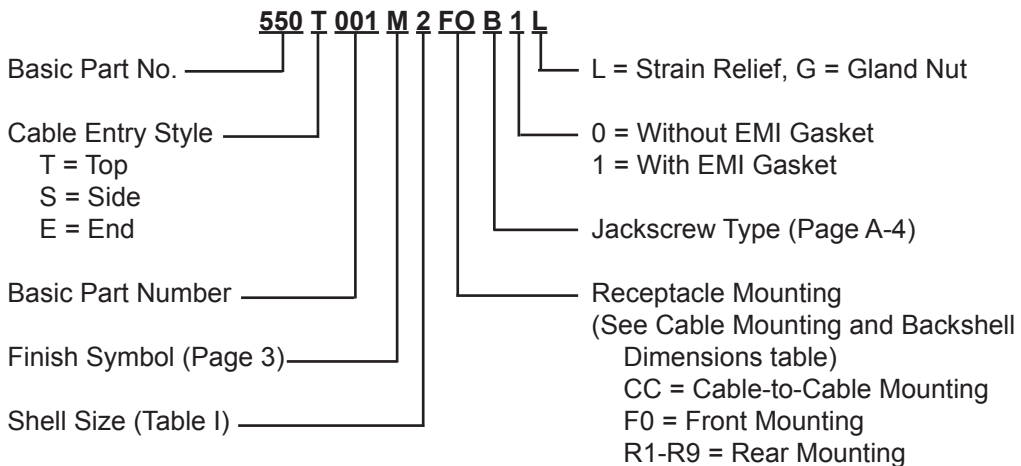 550 T 001 M 2 FO B 1 L
Basic Part No.
Cable Entry Style
T = Top
S = Side
E = End
Basic Part Number
Finish Symbol (Page 3)
Shell Size (Table I)
L = Strain Relief, G = Gland Nut
0 = Without EMI Gasket
1 = With EMI Gasket
Jackscrew Type (Page A-4)
Receptacle Mounting
(See Cable Mounting and Backshell
Dimensions table)
CC = Cable-to-Cable Mounting
F0 = Front Mounting
R1-R9 = Rear Mounting